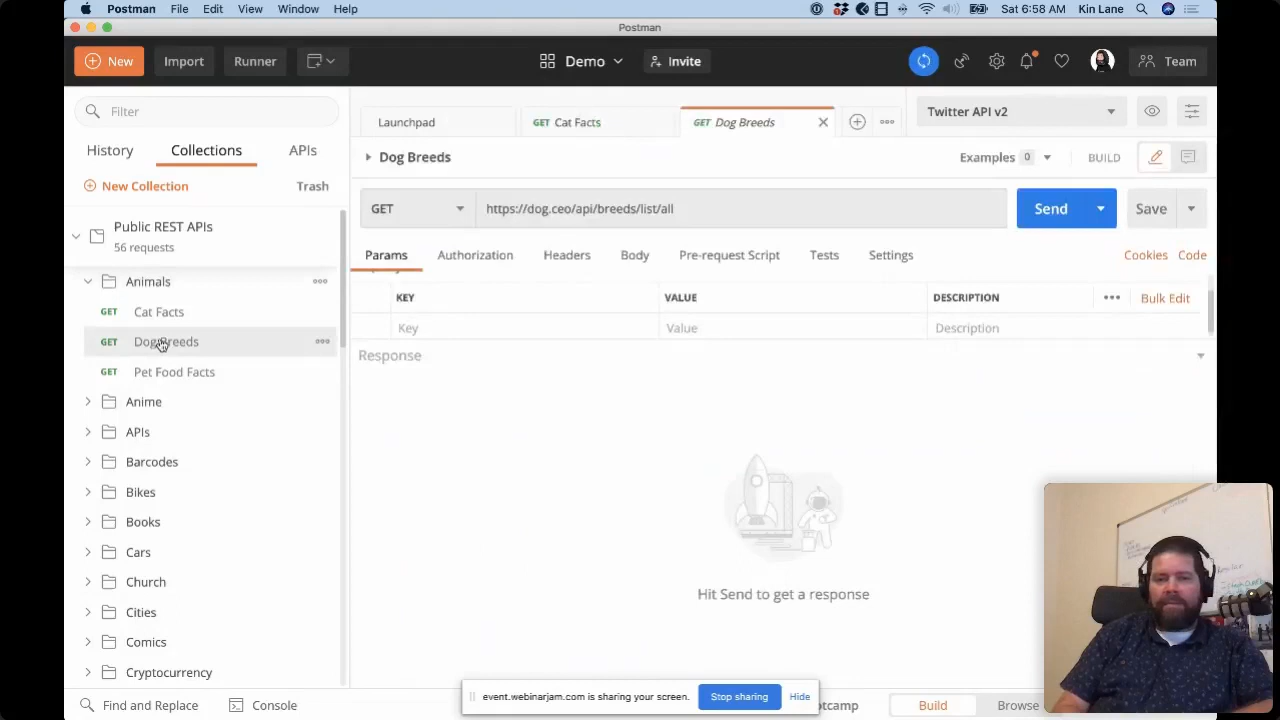 Postman File Edit View Window Help Sat 6:58 AM Kin Lane
Postman
New Import Runner Demo Invite Team
Filter
Launchpad GET Cat Facts GET Dog Breeds Twitter API v2
History Collections APIs
Dog Breeds Examples 0 BUILD
New Collection Trash
Public REST APIs
56 requests
GET https://dog.ceo/api/breeds/list/all Send Save
Params Authorization Headers Body Pre-request Script Tests Settings Cookies Code
Animals
KEY VALUE DESCRIPTION Bulk Edit
GET Cat Facts
Key Value Description
GET Dog Breeds
Response
GET Pet Food Facts
Anime
APIs
Barcodes
Bikes
Books
Cars
Church
Hit Send to get a response
Cities
Comics
Cryptocurrency
event.webinarjam.com is sharing your screen. Stop sharing Hide
Find and Replace Console Build Browse